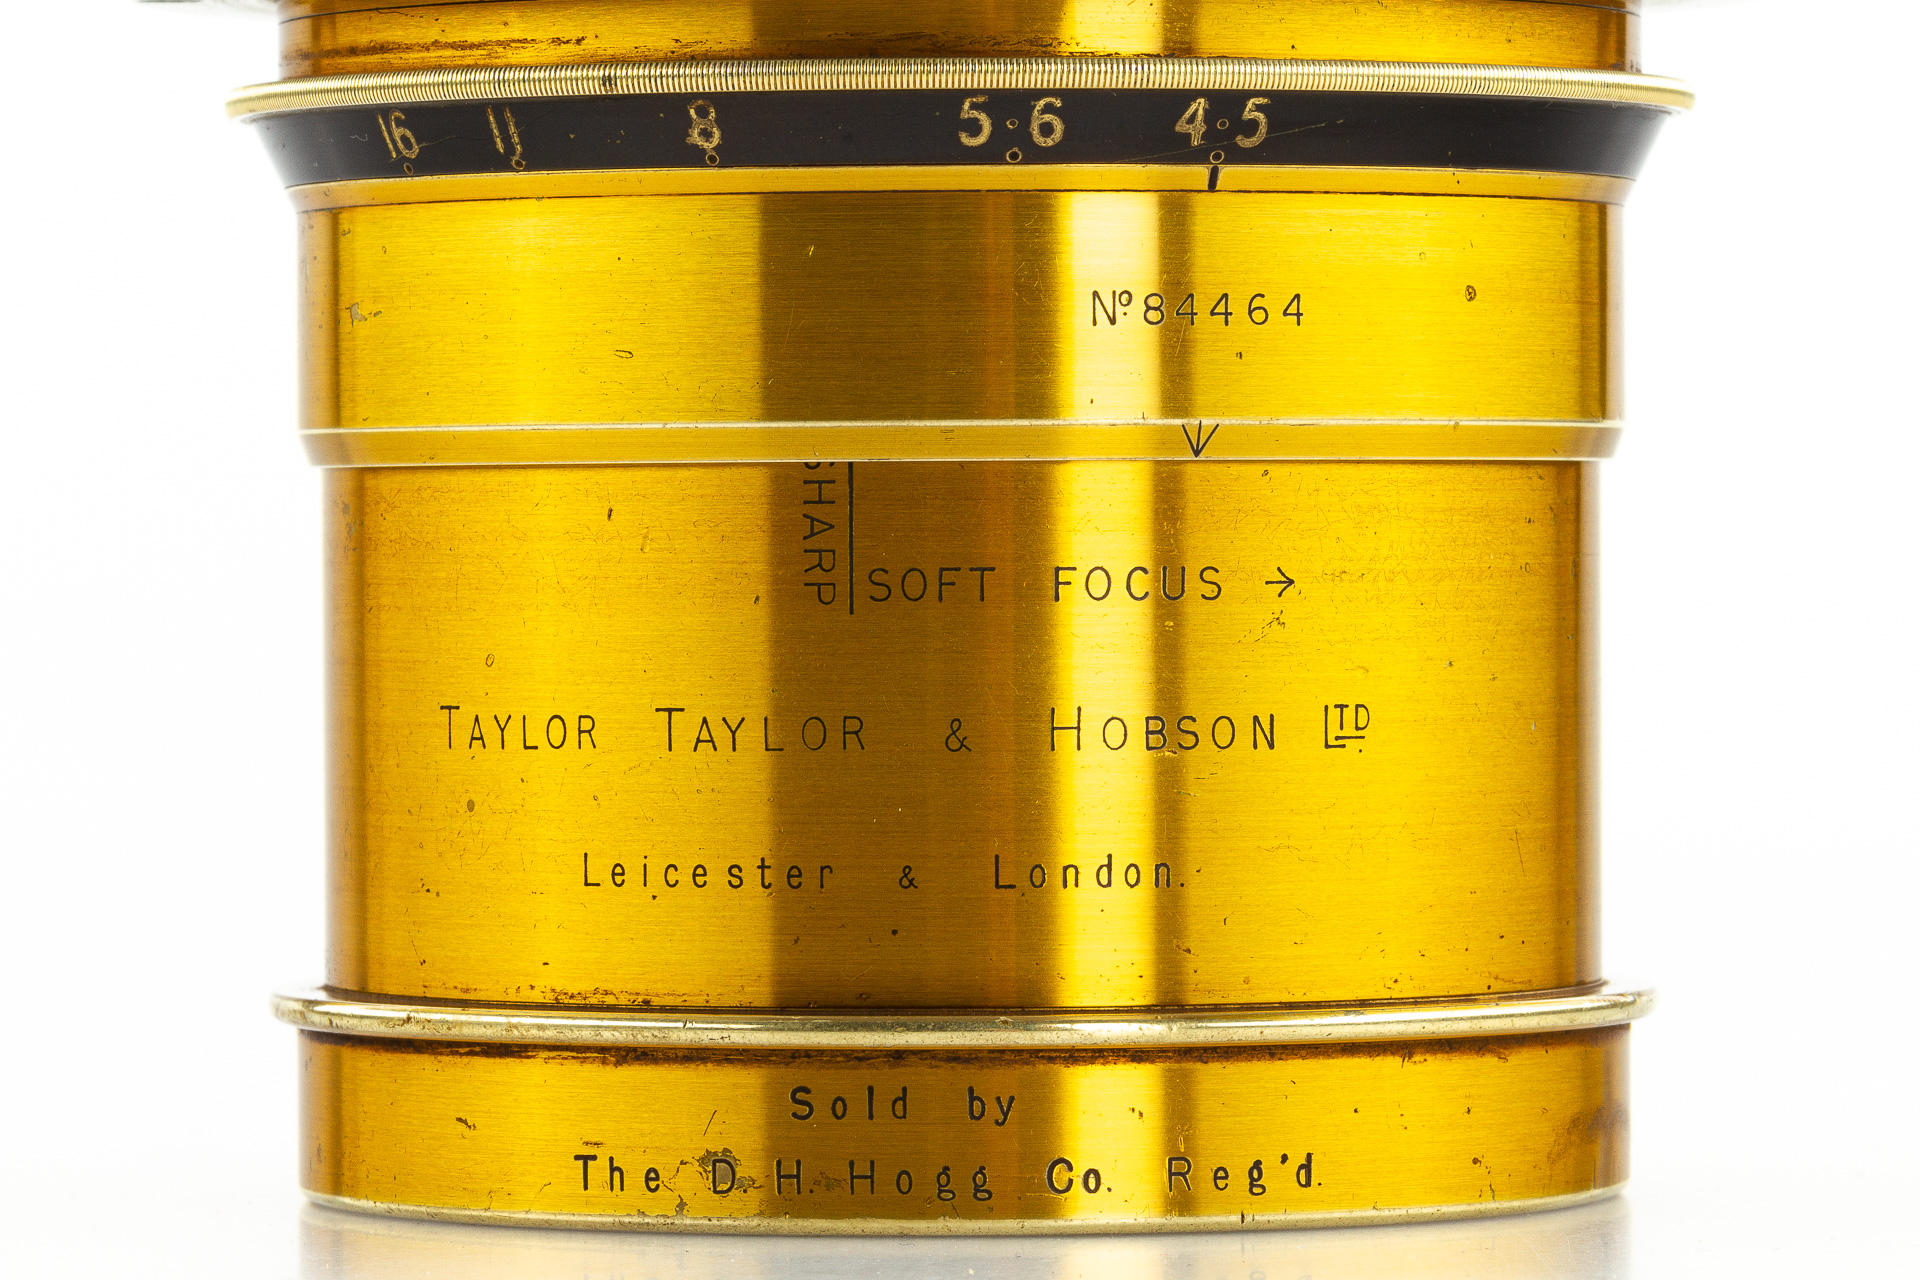 16 11 8 5·6 4·5
Nº 84464
SHARP
SOFT FOCUS →
TAYLOR TAYLOR & HOBSON LTD
Leicester & London.
Sold by
The D. H. Hogg Co. Reg'd.